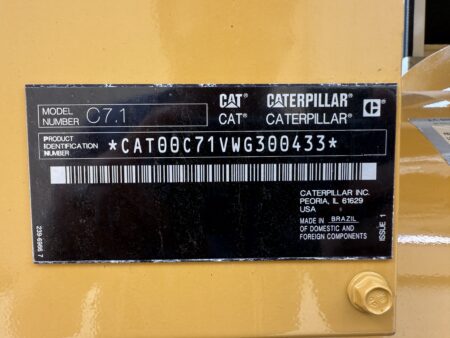 CAT CATERPILLAR C
MODEL NUMBER C7.1
CAT® CATERPILLAR®
PRODUCT IDENTIFICATION NUMBER *CAT00C71VWG300433*
CATERPILLAR INC.
PEORIA, IL 61629
USA
MADE IN BRAZIL
OF DOMESTIC AND
FOREIGN COMPONENTS
ISSUE 1
239-6966 7